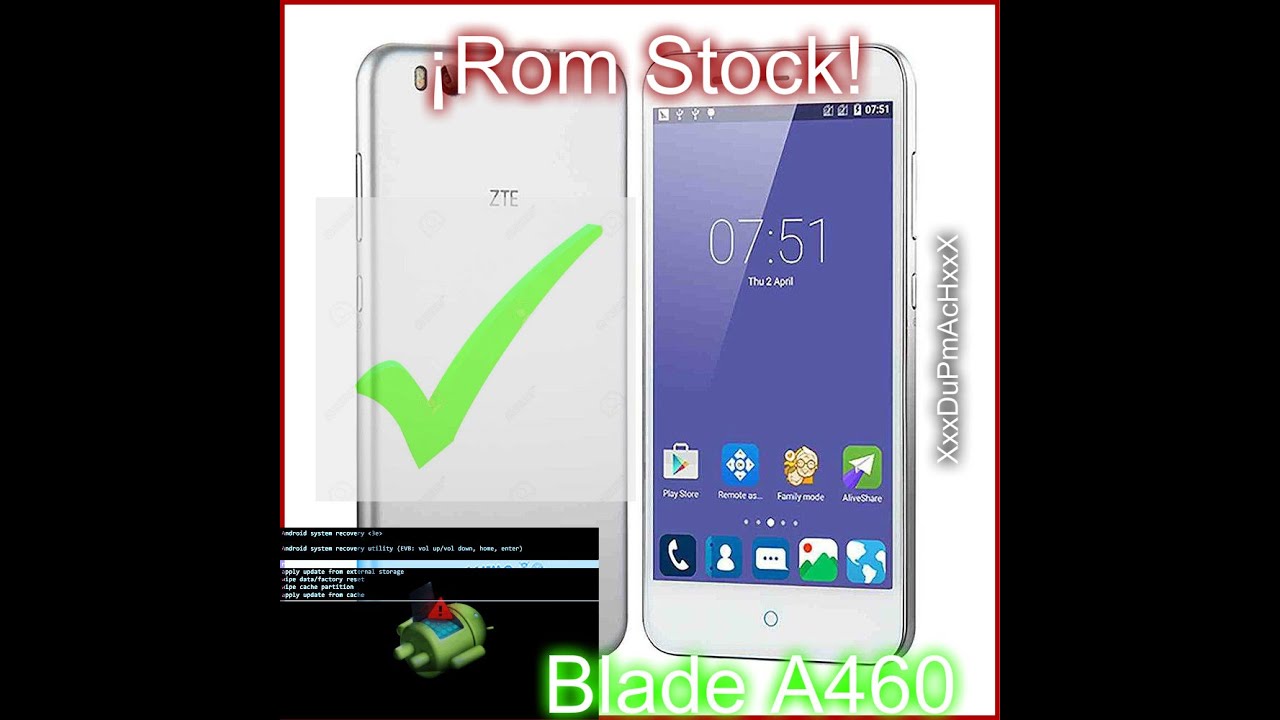 ¡Rom Stock!
07:51
ZTE
07:51
Thu 2 April
XxxDuPmAcHxxX
Play Store
Remote as...
Family mode
AliveShare
Android system recovery <3e>
Android system recovery utility (EVB: vol up/vol down, home, enter)
apply update from external storage
wipe data/factory reset
wipe cache partition
apply update from cache
Blade A460